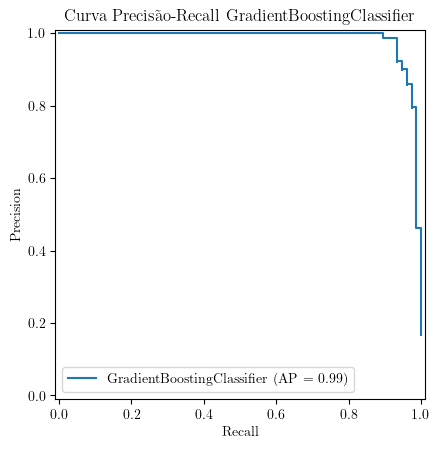 Curva Precisão-Recall GradientBoostingClassifier
1.0
0.8
0.6
0.4
0.2
0.0
Precision
GradientBoostingClassifier (AP = 0.99)
0.0 0.2 0.4 0.6 0.8 1.0
Recall